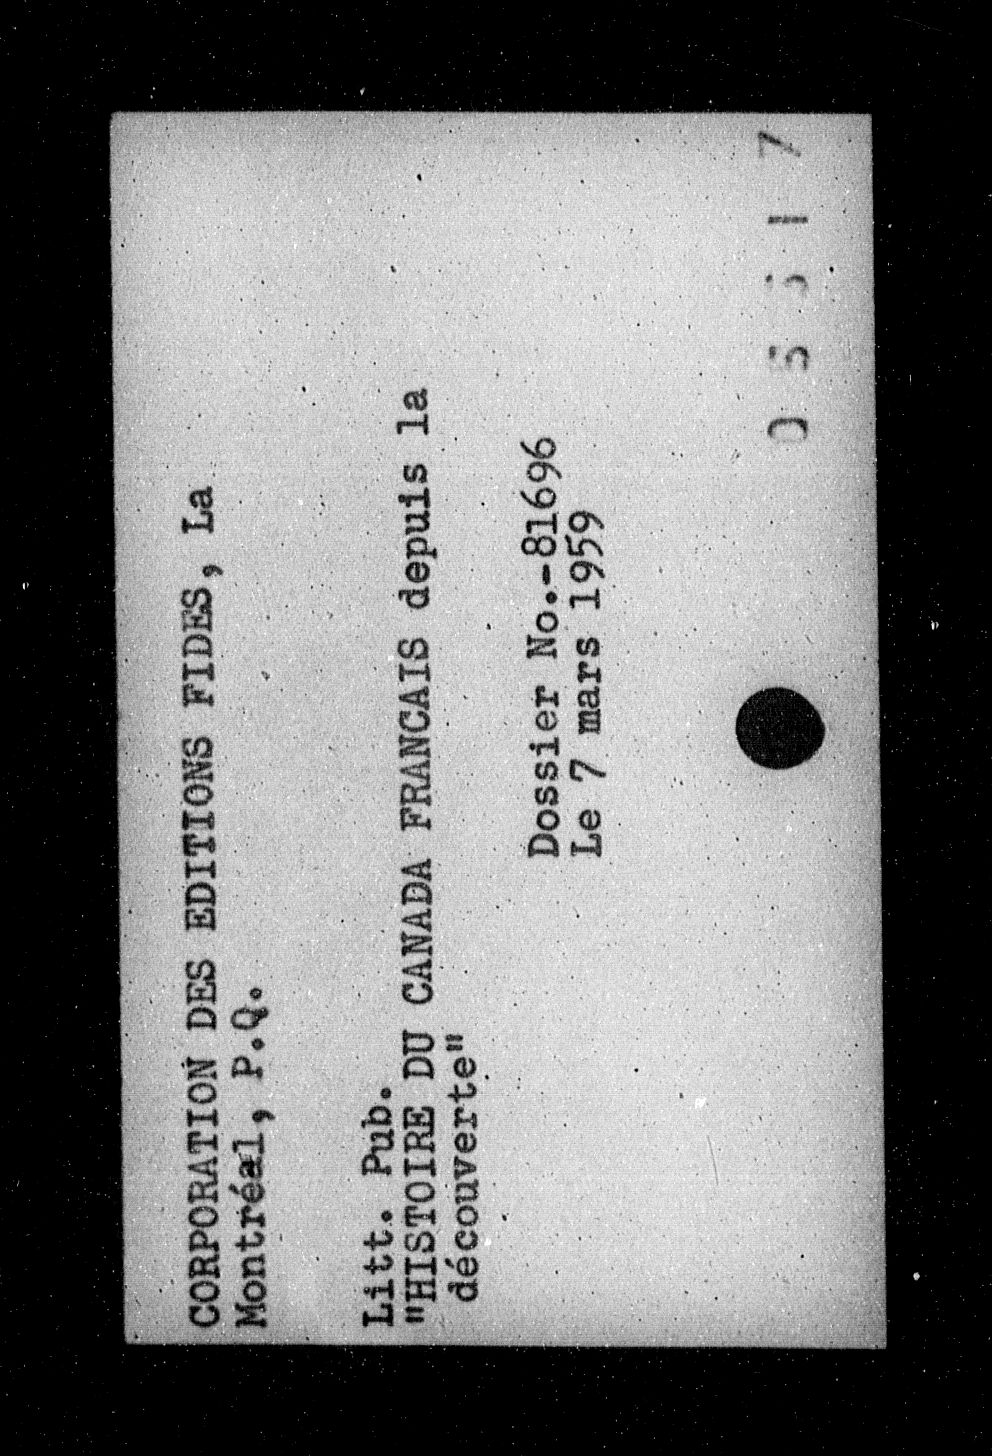 CORPORATION DES EDITIONS FIDES, La
Montréal, P.Q.
Litt. Pub.
"HISTOIRE DU CANADA FRANCAIS depuis la
découverte"
Dossier No.-81696
Le 7 mars 1959